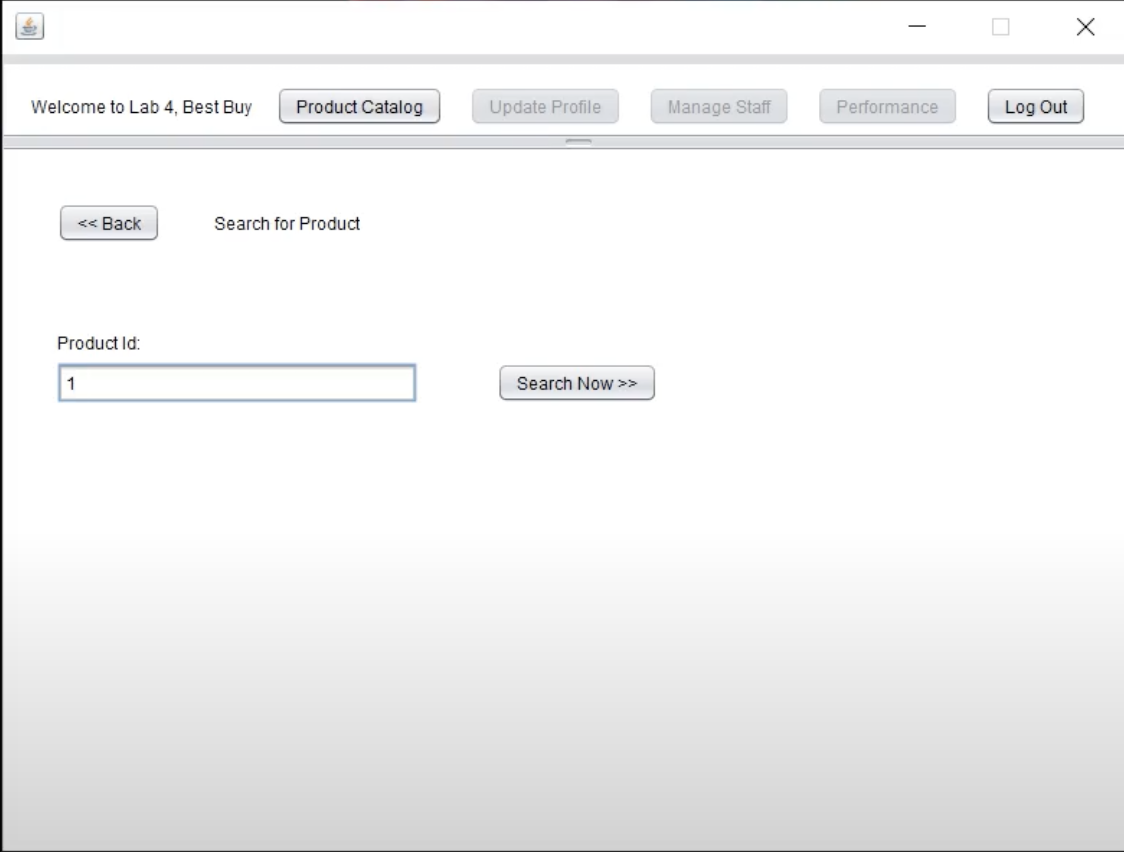 Welcome to Lab 4, Best Buy Product Catalog Update Profile Manage Staff Performance Log Out
<< Back Search for Product
Product Id:
1 Search Now >>